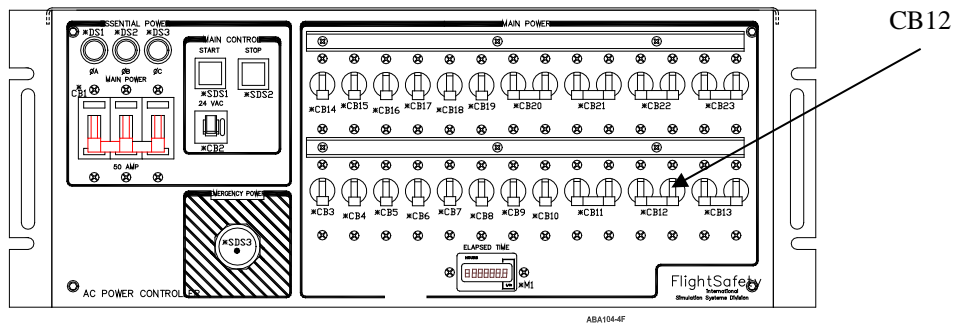 CB12
ESSENTIAL POWER
MAIN POWER
*DS1 *DS2 *DS3
MAIN CONTROL
START STOP
ØA ØB ØC
MAIN POWER
*CB1
*SDS1 *SDS2
24 VAC
*CB14 *CB15 *CB16 *CB17 *CB18 *CB19 *CB20 *CB21 *CB22 *CB23
*CB2
50 AMP
EMERGENCY POWER
*CB3 *CB4 *CB5 *CB6 *CB7 *CB8 *CB9 *CB10 *CB11 *CB12 *CB13
*SDS3
ELAPSED TIME
HOURS
*M1
FlightSafety
International
Simulation Systems Division
AC POWER CONTROLLER
ABA104-4F